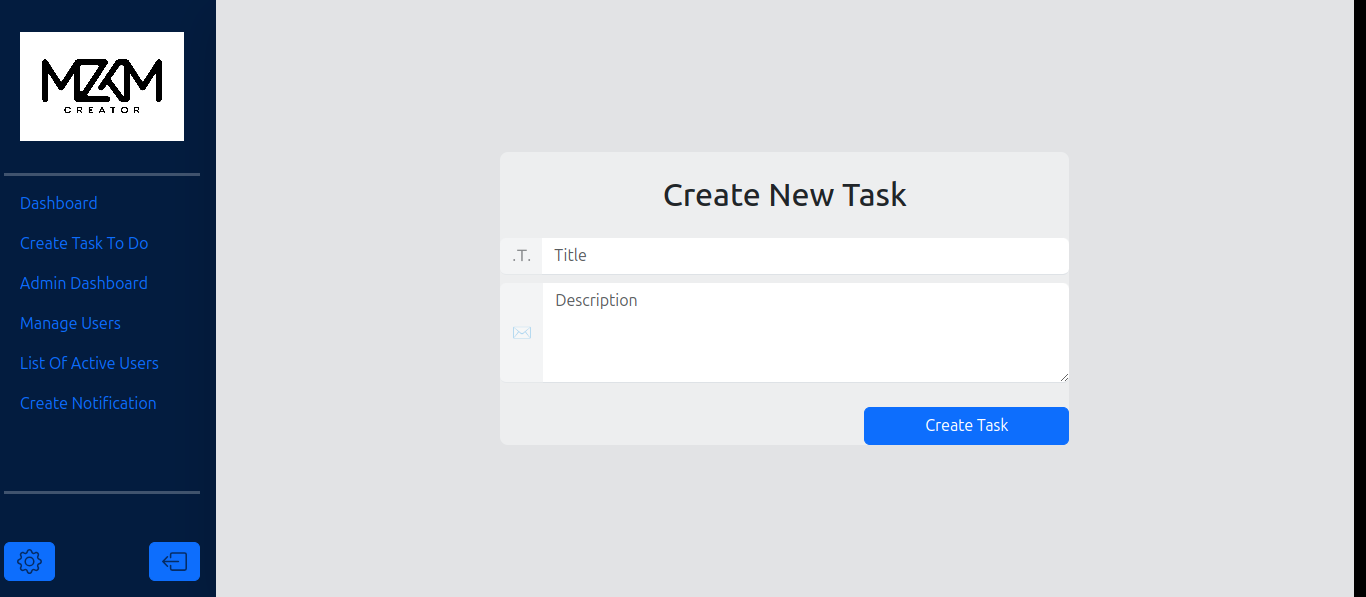 MZKM
CREATOR
Dashboard
Create Task To Do
Admin Dashboard
Manage Users
List Of Active Users
Create Notification
Create New Task
.T.
Title
Description
Create Task